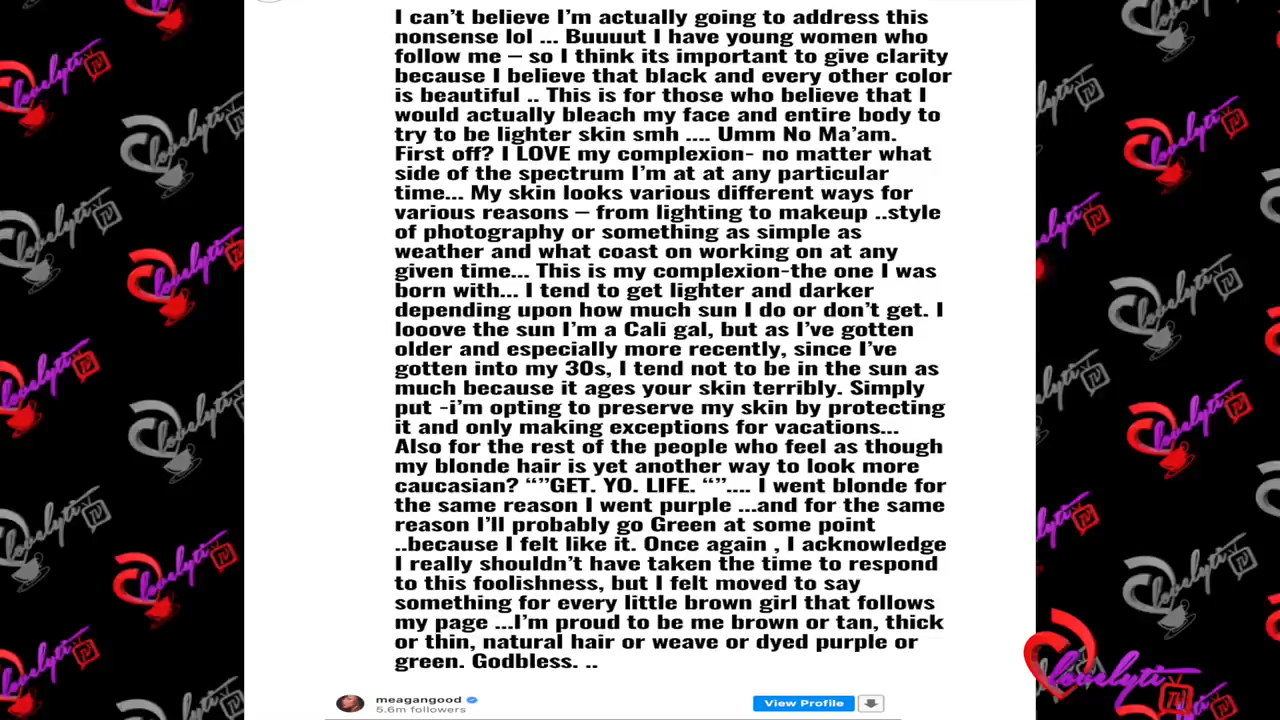 I can't believe I'm actually going to address this
nonsense lol ... Buuuut I have young women who
follow me – so I think its important to give clarity
because I believe that black and every other color
is beautiful .. This is for those who believe that I
would actually bleach my face and entire body to
try to be lighter skin smh .... Umm No Ma'am.
First off? I LOVE my complexion- no matter what
side of the spectrum I'm at at any particular
time... My skin looks various different ways for
various reasons – from lighting to makeup ..style
of photography or something as simple as
weather and what coast on working on at any
given time... This is my complexion-the one I was
born with... I tend to get lighter and darker
depending upon how much sun I do or don't get. I
looove the sun I'm a Cali gal, but as I've gotten
older and especially more recently, since I've
gotten into my 30s, I tend not to be in the sun as
much because it ages your skin terribly. Simply
put -i'm opting to preserve my skin by protecting
it and only making exceptions for vacations...
Also for the rest of the people who feel as though
my blonde hair is yet another way to look more
caucasian? “”GET. YO. LIFE. “”.... I went blonde for
the same reason I went purple ...and for the same
reason I'll probably go Green at some point
..because I felt like it. Once again , I acknowledge
I really shouldn't have taken the time to respond
to this foolishness, but I felt moved to say
something for every little brown girl that follows
my page ...I'm proud to be me brown or tan, thick
or thin, natural hair or weave or dyed purple or
green. Godbless. ..
meagangood
5.6m followers
View Profile
lovelyti
TV